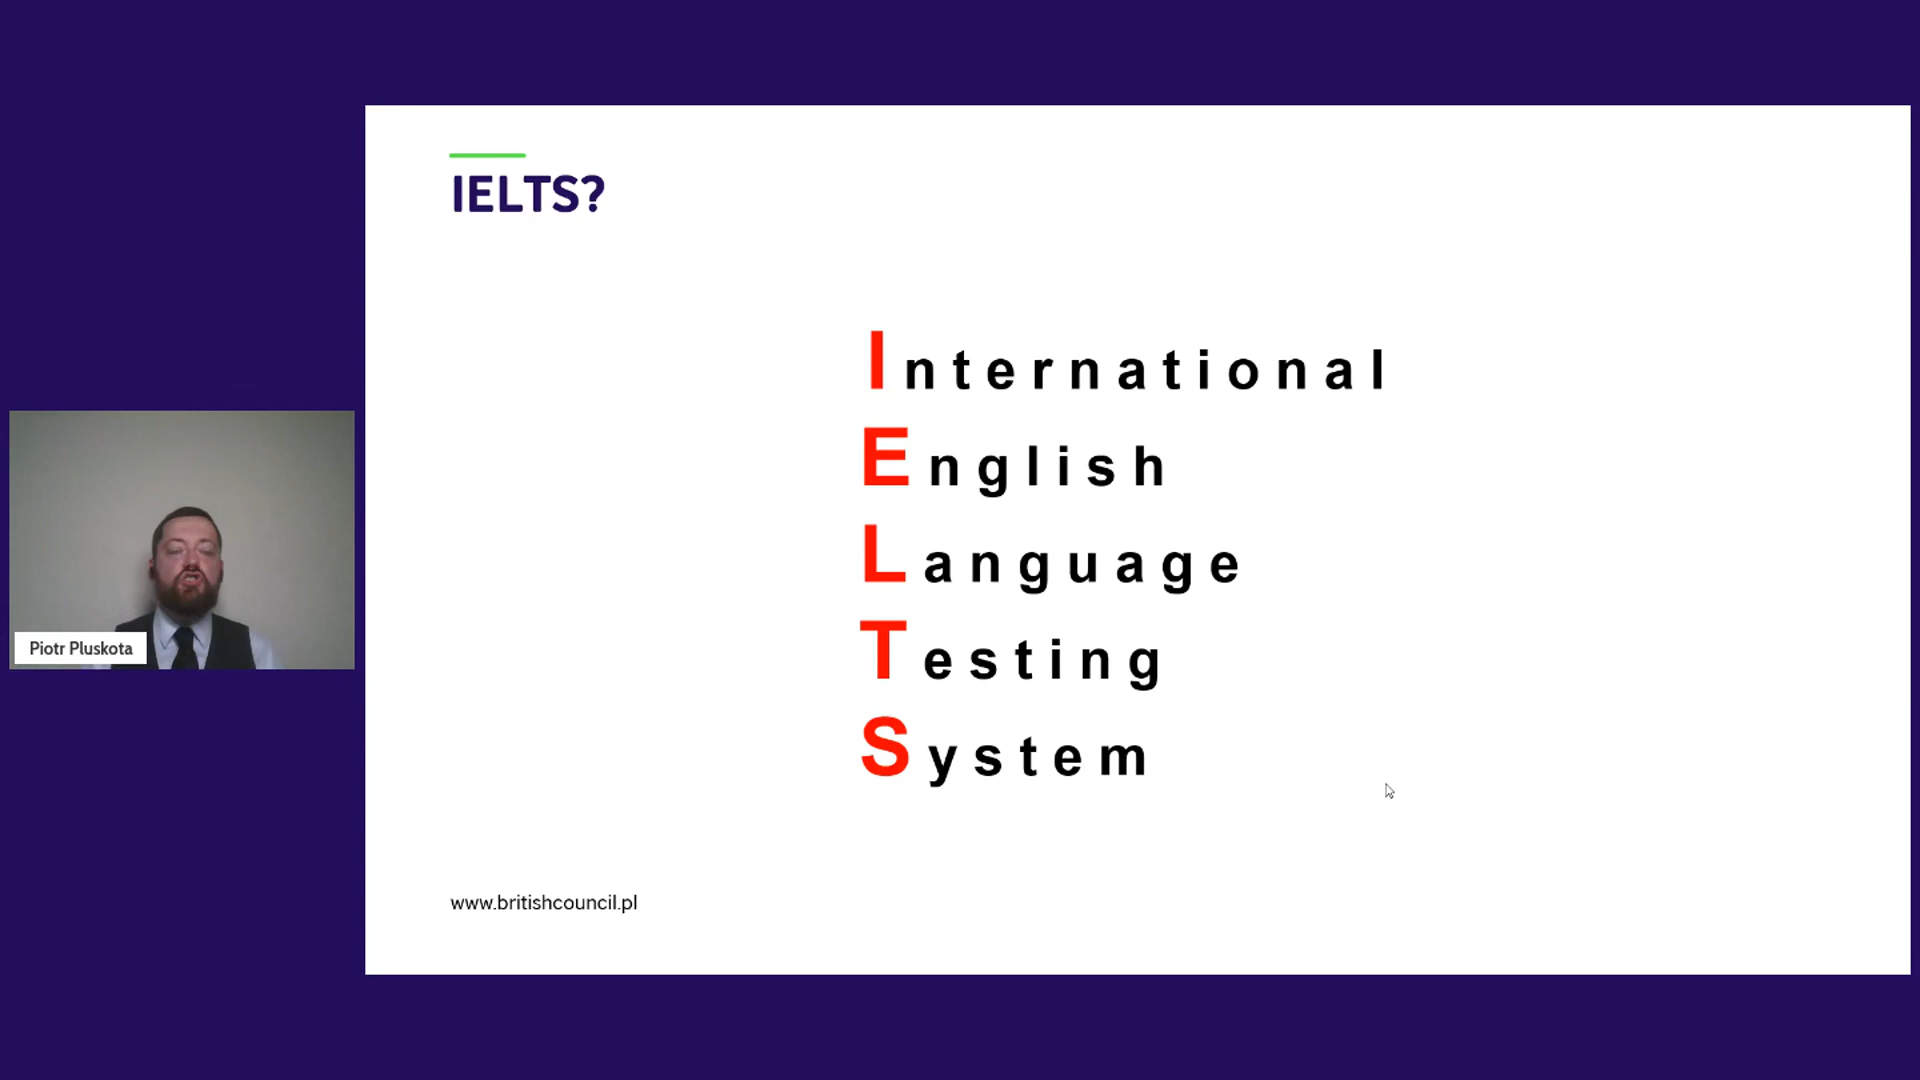 IELTS?
International
English
Language
Testing
System
Piotr Pluskota
www.britishcouncil.pl